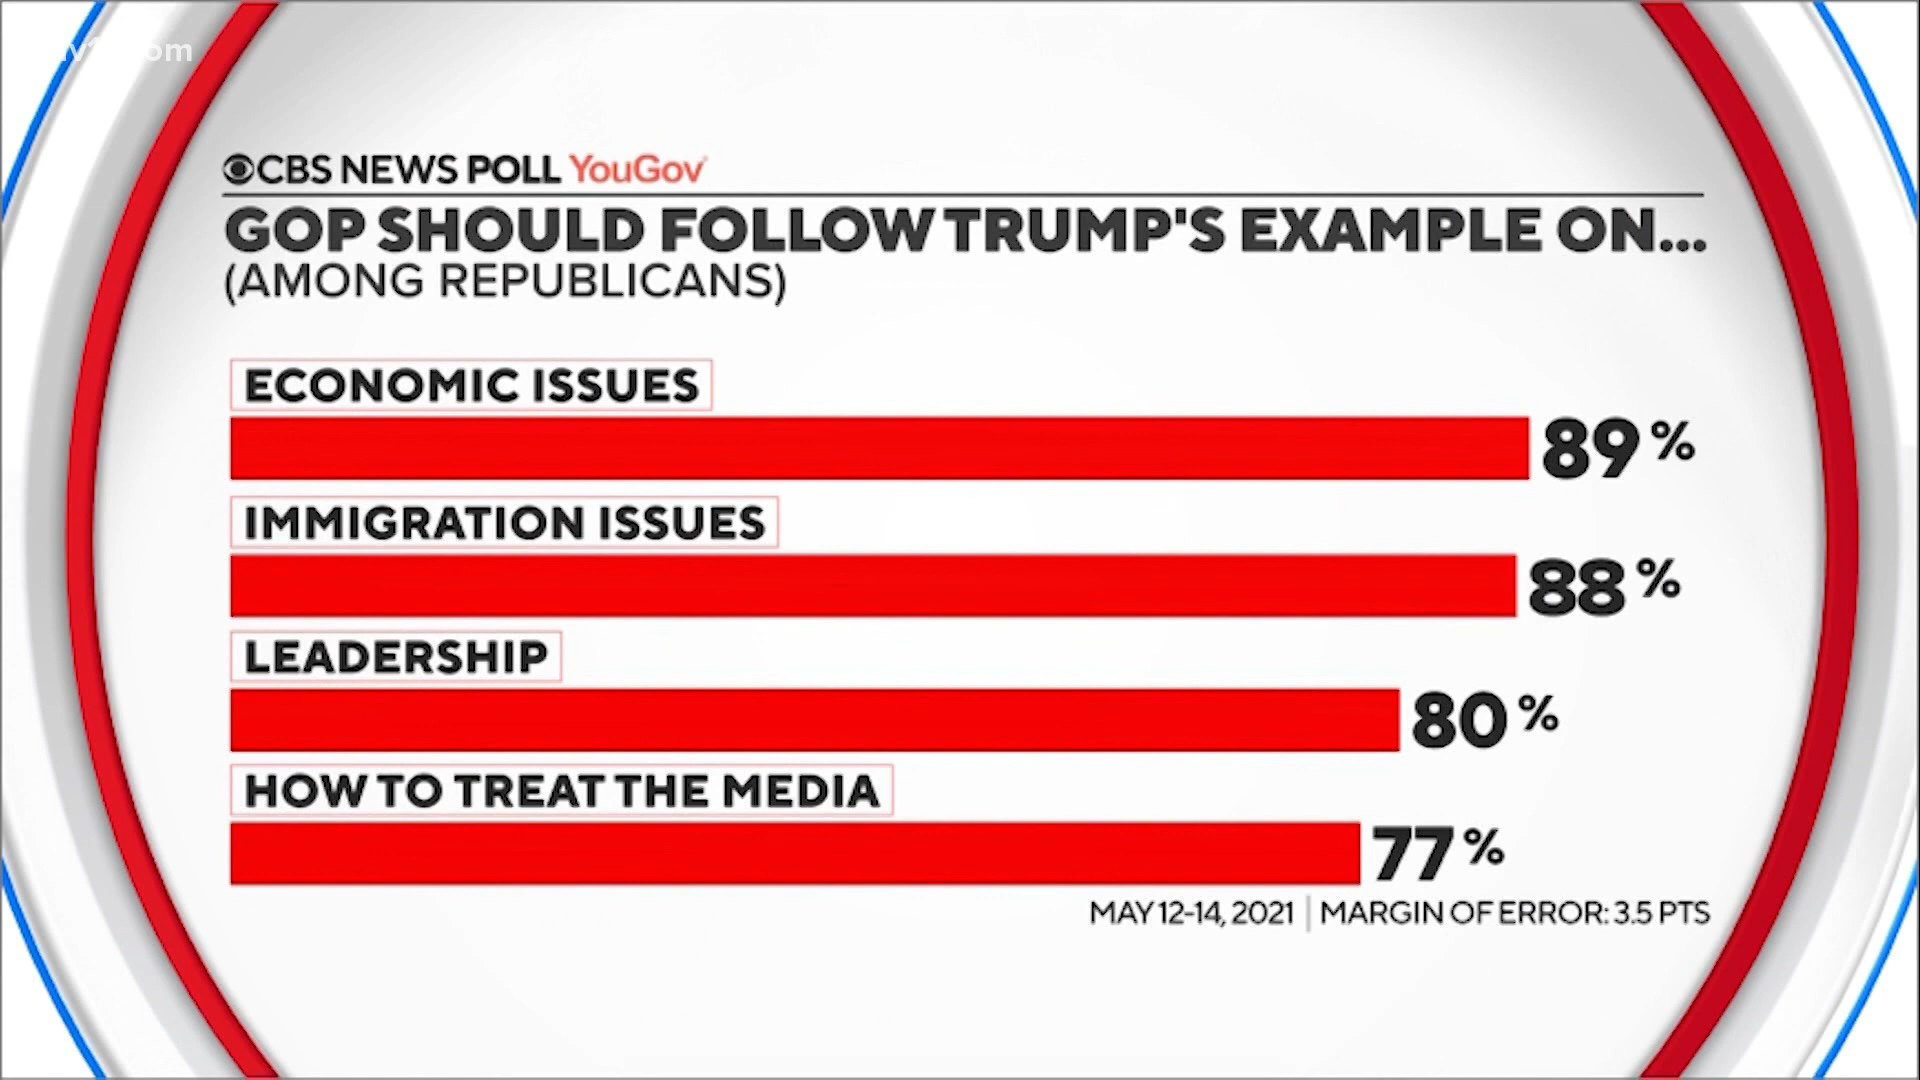 CBS NEWS POLL YouGov
GOP SHOULD FOLLOW TRUMP'S EXAMPLE ON...
(AMONG REPUBLICANS)
ECONOMIC ISSUES
89%
IMMIGRATION ISSUES
88%
LEADERSHIP
80%
HOW TO TREAT THE MEDIA
77%
MAY 12-14, 2021 | MARGIN OF ERROR: 3.5 PTS